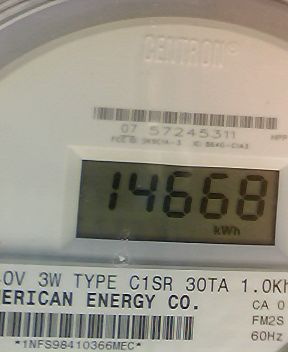 CENTRON®
07 57245311
14668
kWh
.0V 3W TYPE C1SR 30TA 1.0Kh
MERICAN ENERGY CO.
CA 0
FM2S
60Hz
*1NFS98410366MEC*